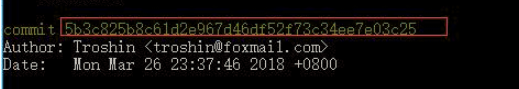 commit 5b3c825b8c61d2e967d46df52f73c34ee7e03c25
Author: Troshin <troshin@foxmail.com>
Date:   Mon Mar 26 23:37:46 2018 +0800